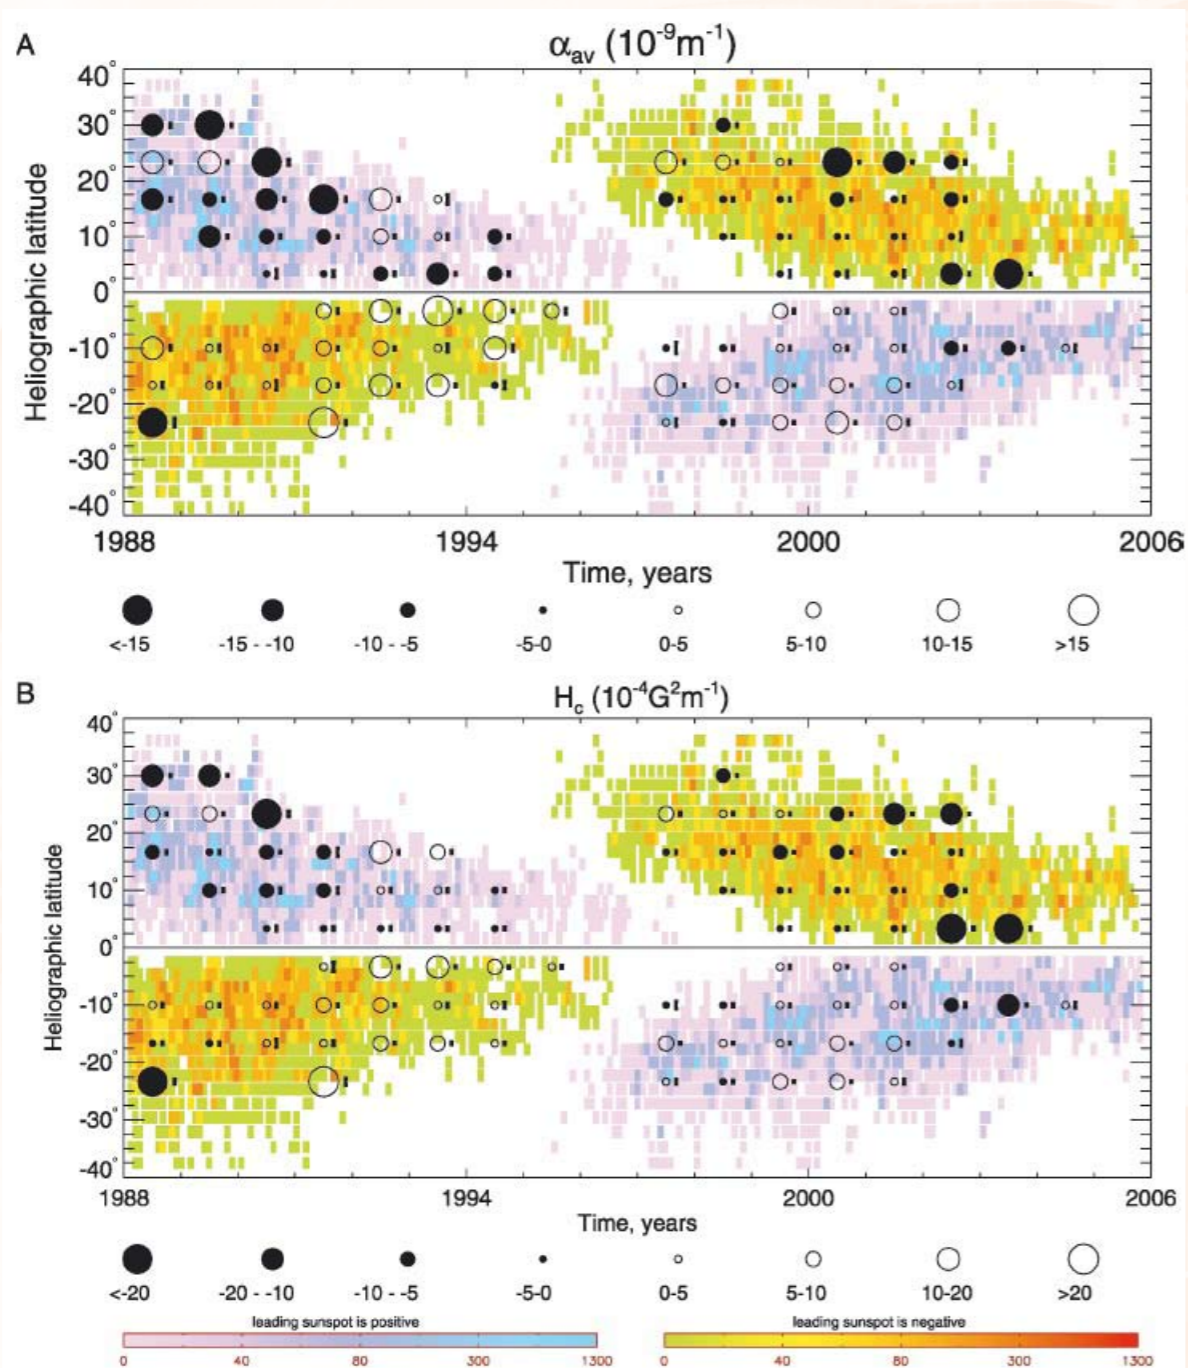 A
α_av (10^-9 m^-1)
40°
30°
20°
10°
0°
-10°
-20°
-30°
-40°
Heliographic latitude
1988 1994 2000 2006
Time, years
<-15 -15 - -10 -10 - -5 -5-0 0-5 5-10 10-15 >15
B
H_c (10^-4 G^2 m^-1)
40°
30°
20°
10°
0°
-10°
-20°
-30°
-40°
Heliographic latitude
1988 1994 2000 2006
Time, years
<-20 -20 - -10 -10 - -5 -5-0 0-5 5-10 10-20 >20
leading sunspot is positive leading sunspot is negative
0 40 80 300 1300 0 40 80 300 1300